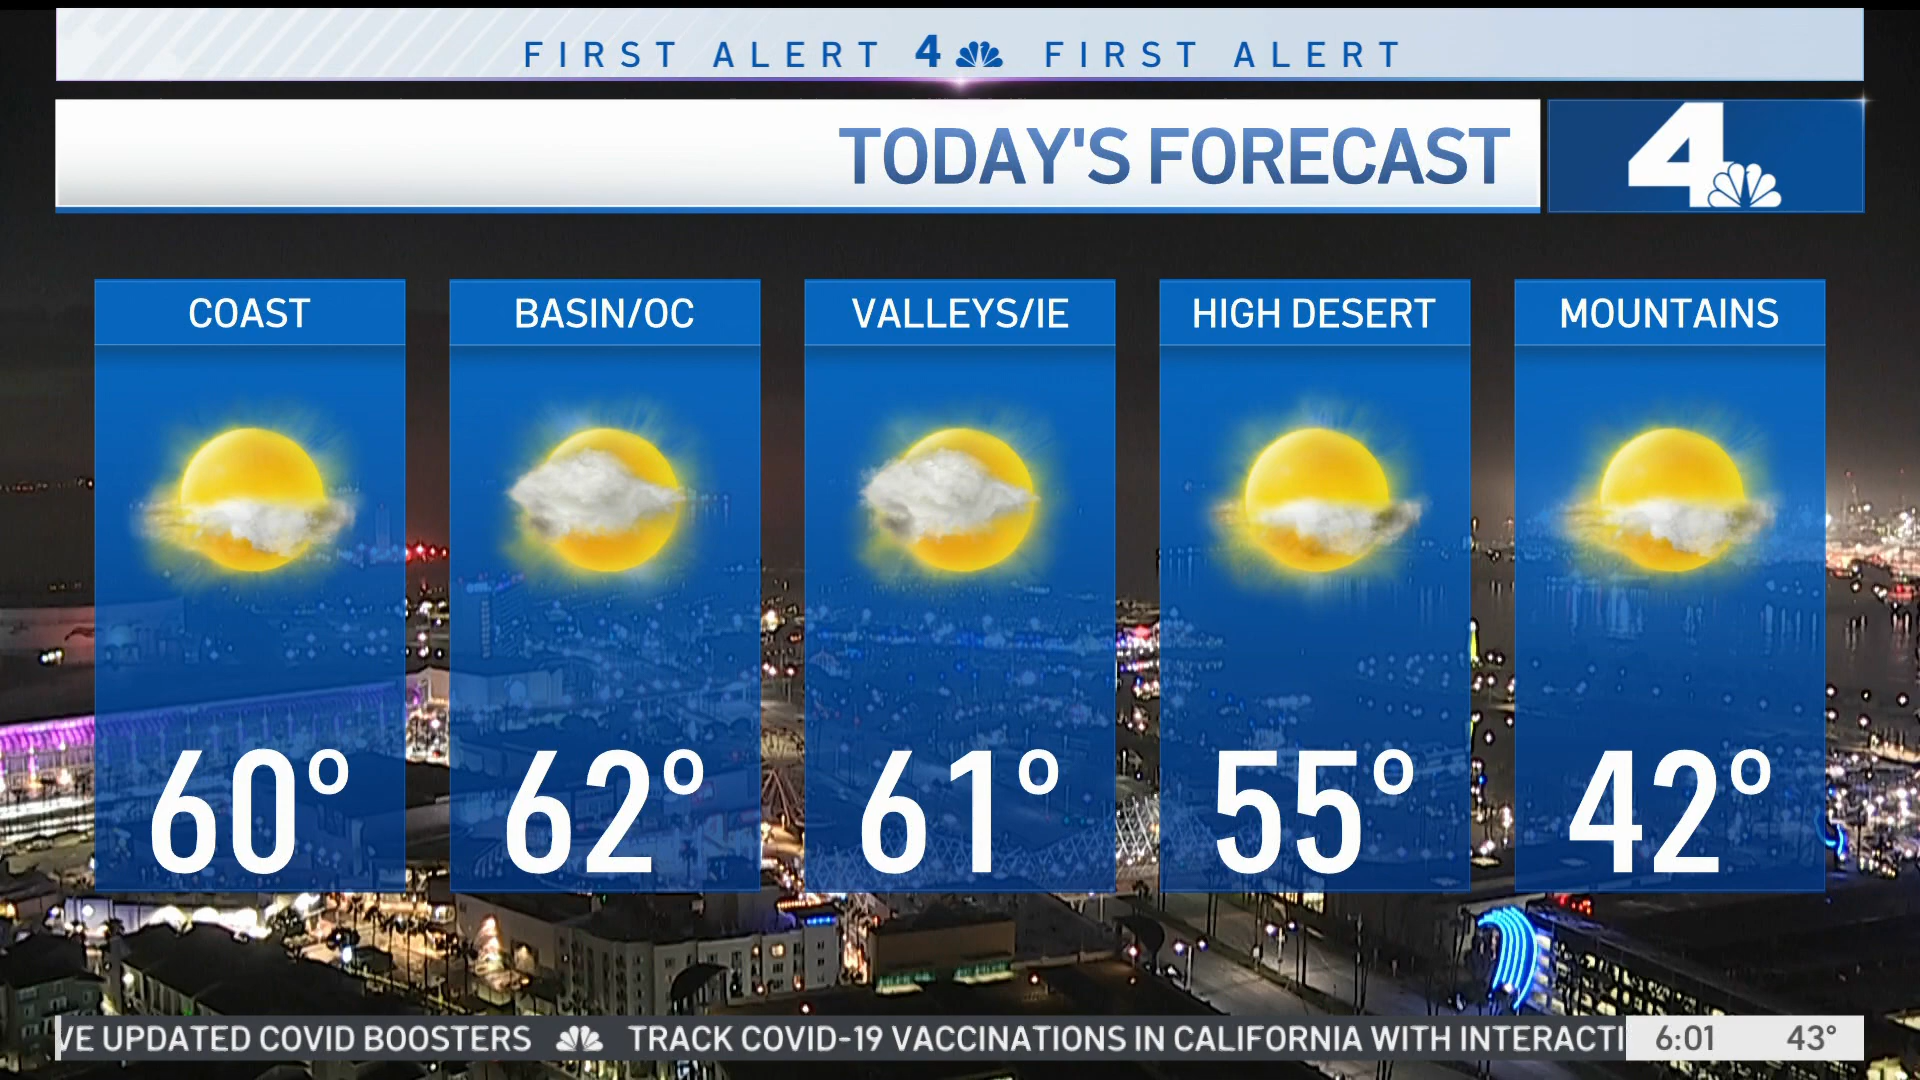 FIRST ALERT 4 FIRST ALERT
TODAY'S FORECAST
4
COAST
60°
BASIN/OC
62°
VALLEYS/IE
61°
HIGH DESERT
55°
MOUNTAINS
42°
VE UPDATED COVID BOOSTERS TRACK COVID-19 VACCINATIONS IN CALIFORNIA WITH INTERACTI
6:01 43°